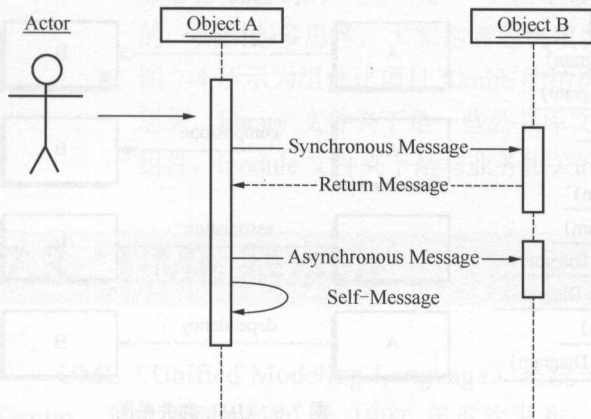 Actor
Object A
Object B
Synchronous Message
Return Message
Asynchronous Message
Self-Message